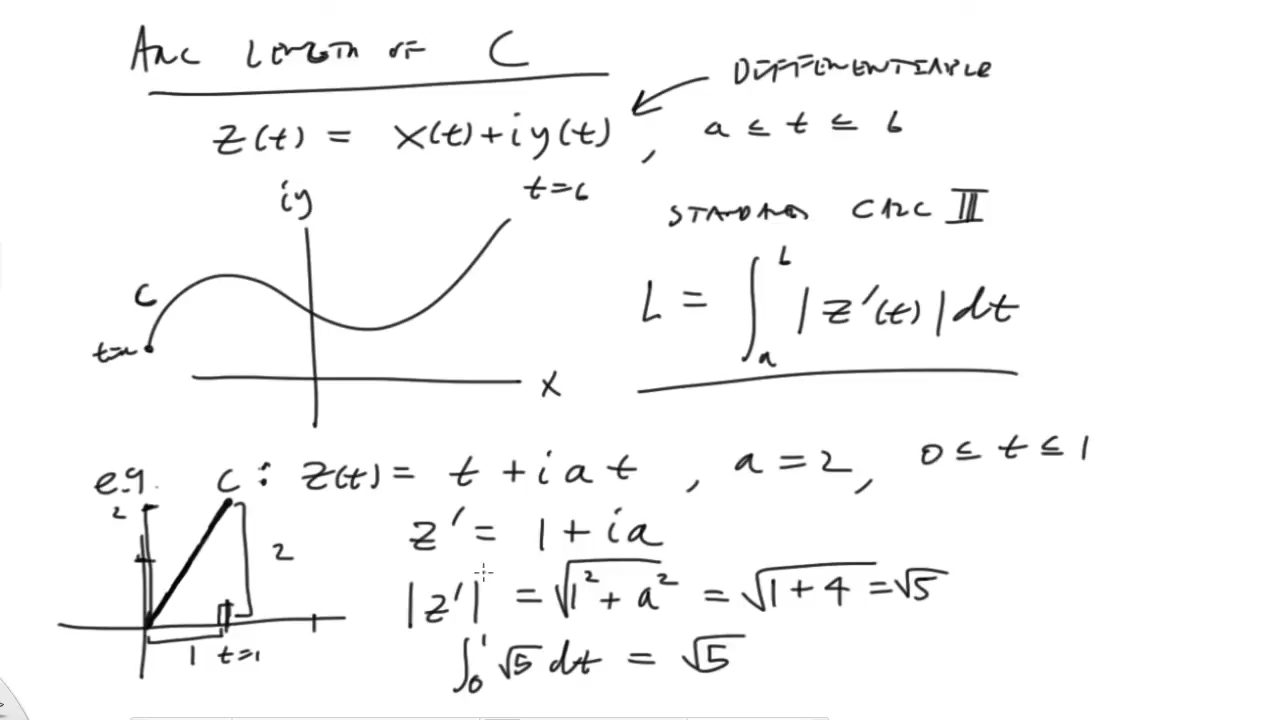 ARC LENGTH OF C
DIFFERENTIABLE
z(t) = x(t)+iy(t) , a ≤ t ≤ b
iy
t=b
STANDARD CALC III
C
L = ∫_a^b |z'(t)|dt
t=a
x
e.g. C : z(t) = t + i a t , a = 2 , 0 ≤ t ≤ 1
2
z' = 1 + ia
2
|z'| = √(1² + a²) = √(1 + 4) = √5
1 t=1
∫_0^1 √5 dt = √5